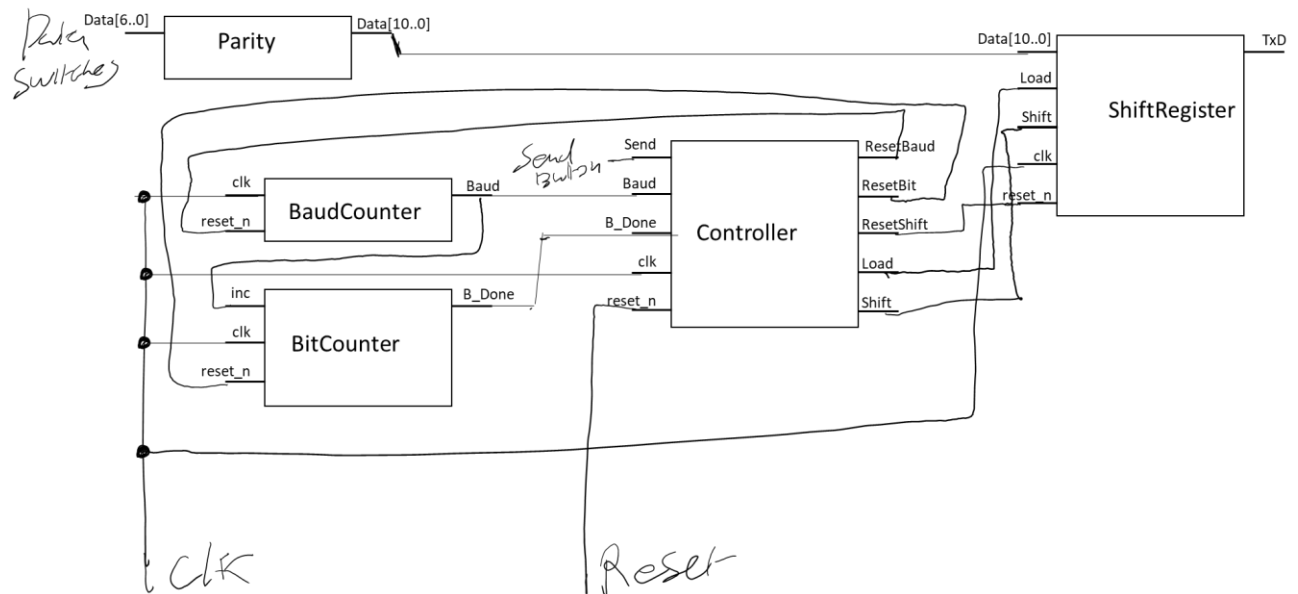 Data[6..0]
Parity
Data[10..0]
Data
Switches
Data[10..0]
Load
Shift
clk
reset_n
ShiftRegister
TxD
clk
reset_n
BaudCounter
Baud
Send
Button
Send
Baud
B_Done
clk
reset_n
Controller
ResetBaud
ResetBit
ResetShift
Load
Shift
inc
clk
reset_n
BitCounter
B_Done
Clk
Reset